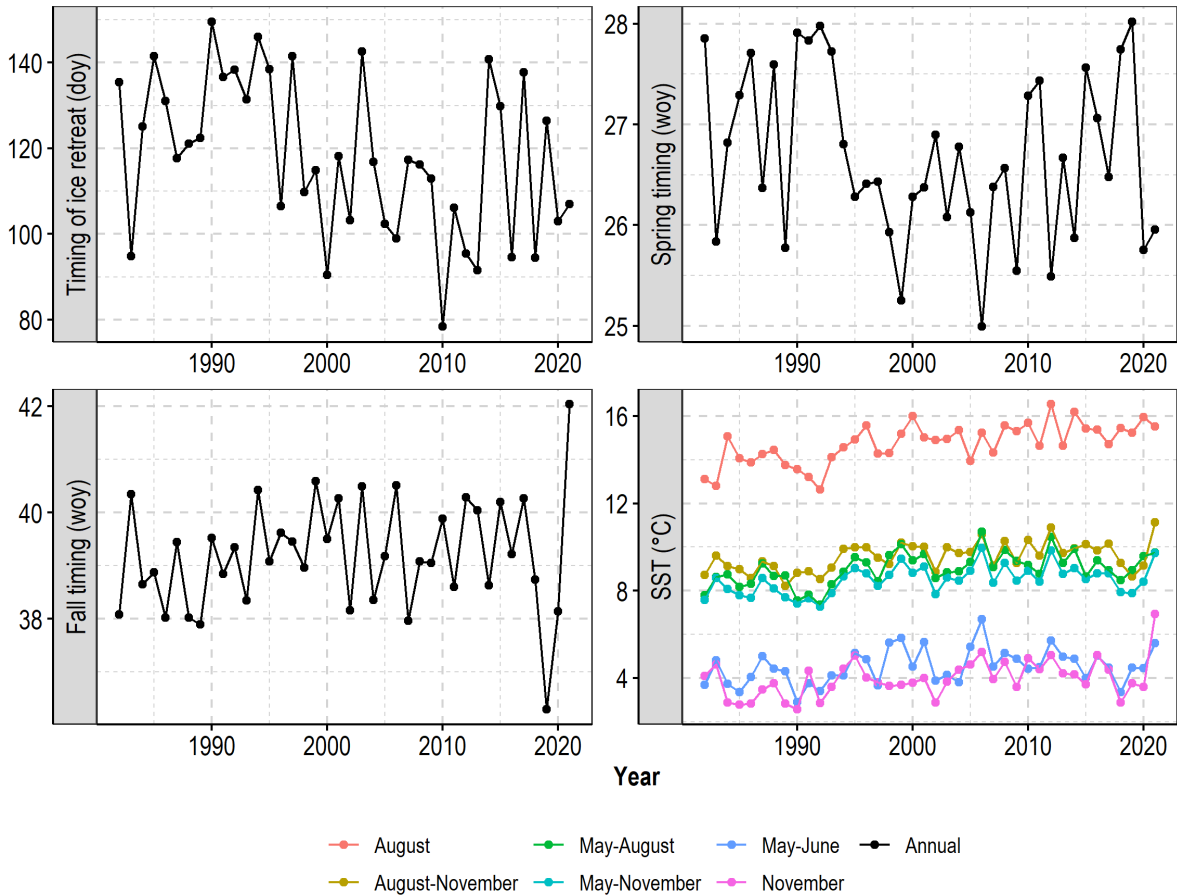 Timing of ice retreat (doy)
140
120
100
80
1990
2000
2010
2020
Spring timing (woy)
28
27
26
25
1990
2000
2010
2020
Fall timing (woy)
42
40
38
1990
2000
2010
2020
SST (°C)
16
12
8
4
1990
2000
2010
2020
Year
August
May-August
May-June
Annual
August-November
May-November
November